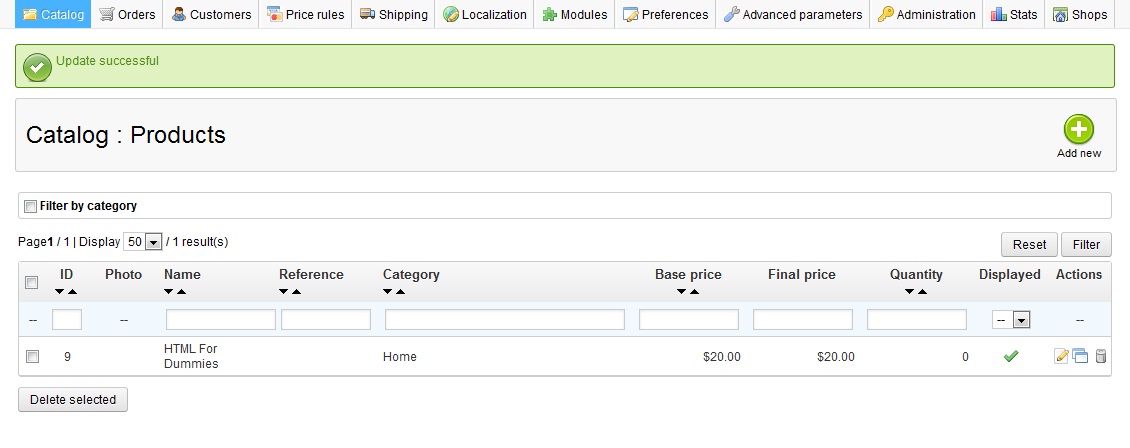 Catalog Orders Customers Price rules Shipping Localization Modules Preferences Advanced parameters Administration Stats Shops
Update successful
Catalog : Products
Add new
Filter by category
Page1 / 1 | Display 50 / 1 result(s)
Reset Filter
ID Photo Name Reference Category Base price Final price Quantity Displayed Actions
-- -- -- --
9 HTML For Dummies Home $20.00 $20.00 0
Delete selected